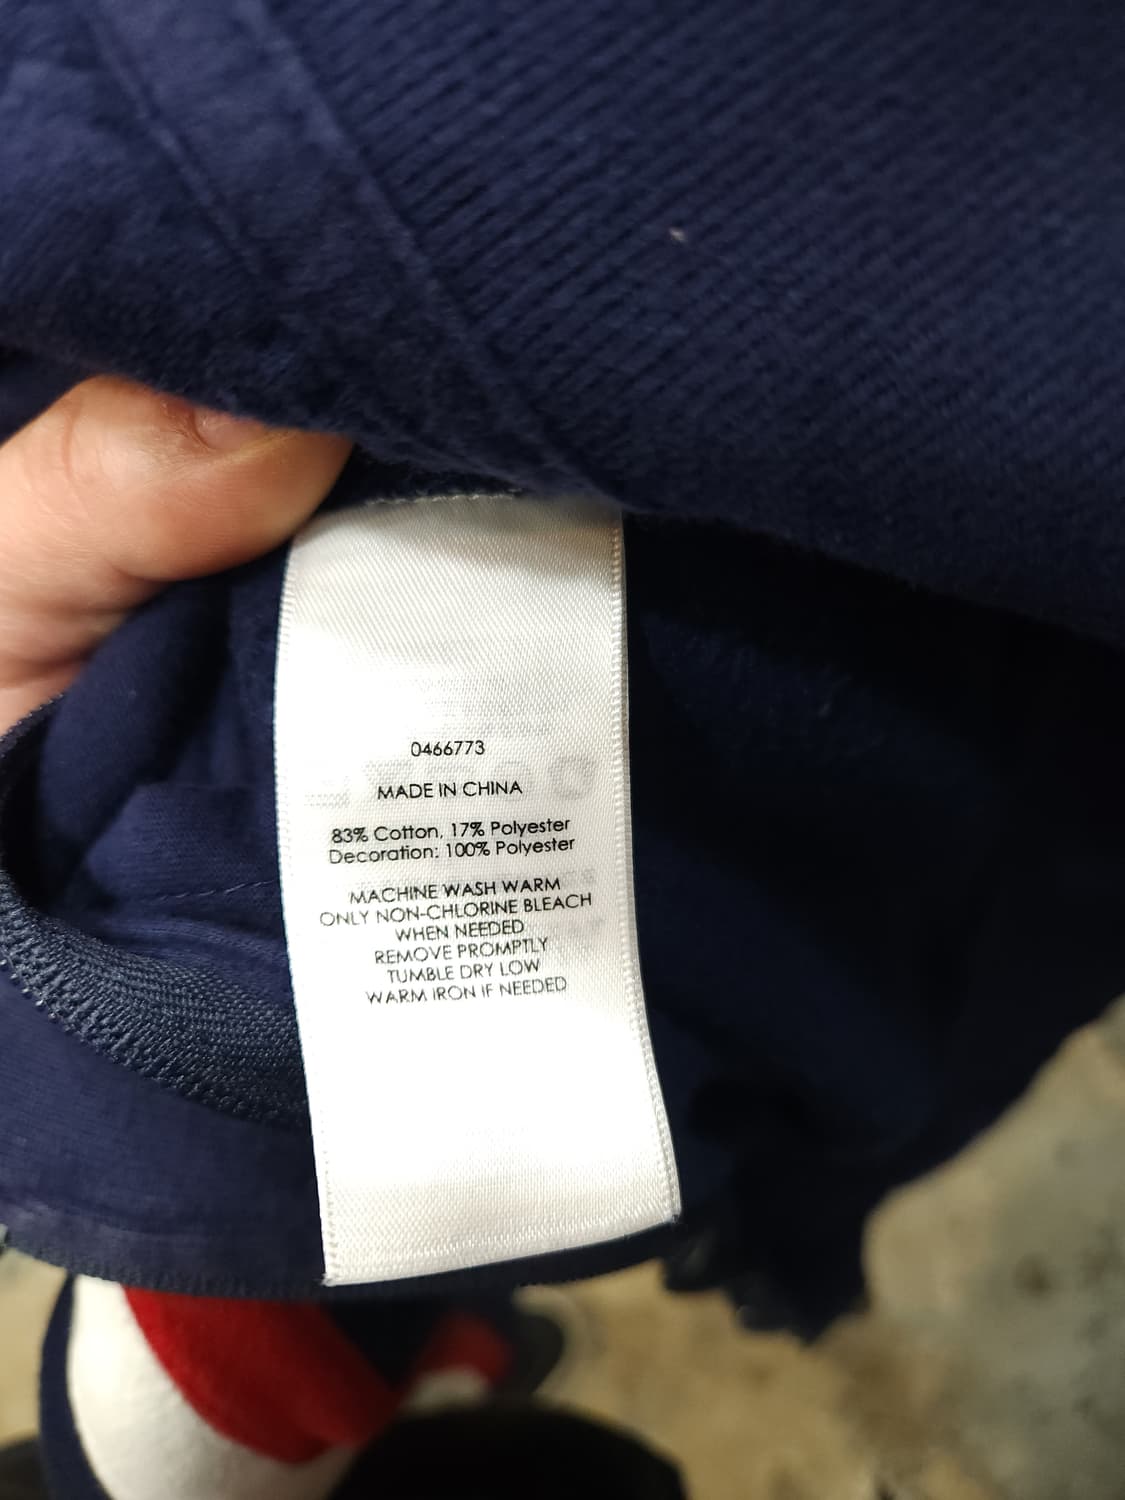 0466773
MADE IN CHINA
83% Cotton, 17% Polyester
Decoration: 100% Polyester
MACHINE WASH WARM
ONLY NON-CHLORINE BLEACH
WHEN NEEDED
REMOVE PROMPTLY
TUMBLE DRY LOW
WARM IRON IF NEEDED